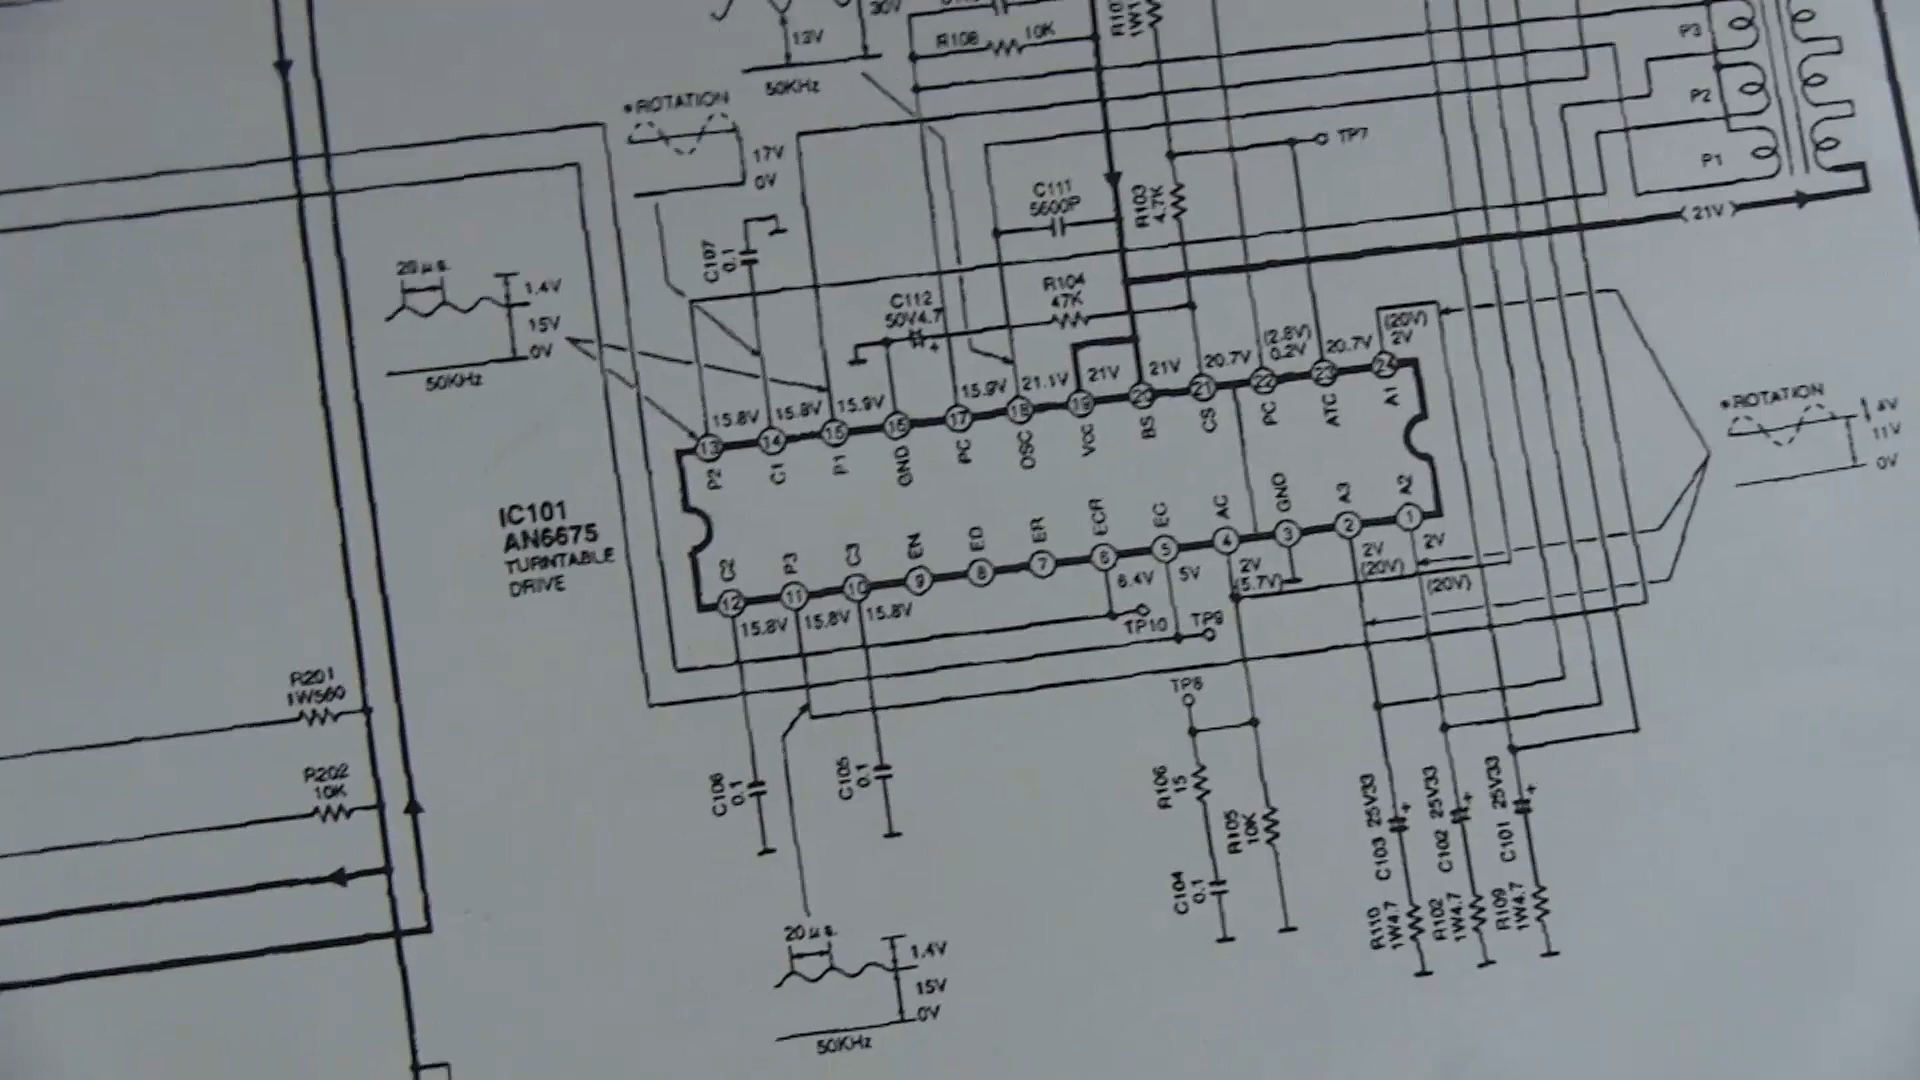 30V
13V
50KHz
R108 10K
P3
P2
P1
*ROTATION
17V
0V
TP7
C111
5600P
R103
4.7K
21V
C107
0.1
20µs
1.4V
15V
0V
50KHz
R104
47K
C112
50V4.7
+
15.8V 15.8V 15.9V 15.9V 21.1V 21V 21V 20.7V (2.8V) 0.2V 20.7V (20V) 2V
13 14 15 16 17 18 19 20 21 22 23 24
P2 C1 P1 GND PC OSC VCC BS CS PC ATC A1
*ROTATION
11V
0V
IC101
AN6675
TURNTABLE
DRIVE
C2 P3 C3 EN ED ER ECR EC AC GND A3 A2
12 11 10 9 8 7 6 5 4 3 2 1
15.8V 15.8V 15.8V 6.4V 5V 2V (5.7V) 2V (20V) 2V (20V)
TP10 TP9
R201
1W560
R202
10K
TP8
C106
0.1
C105
0.1
R106
15
R105
10K
C104
0.1
C103 25V33
+
C102 25V33
+
C101 25V33
+
R110
1W4.7
R102
1W4.7
R109
1W4.7
20µs
1.4V
15V
0V
50KHz